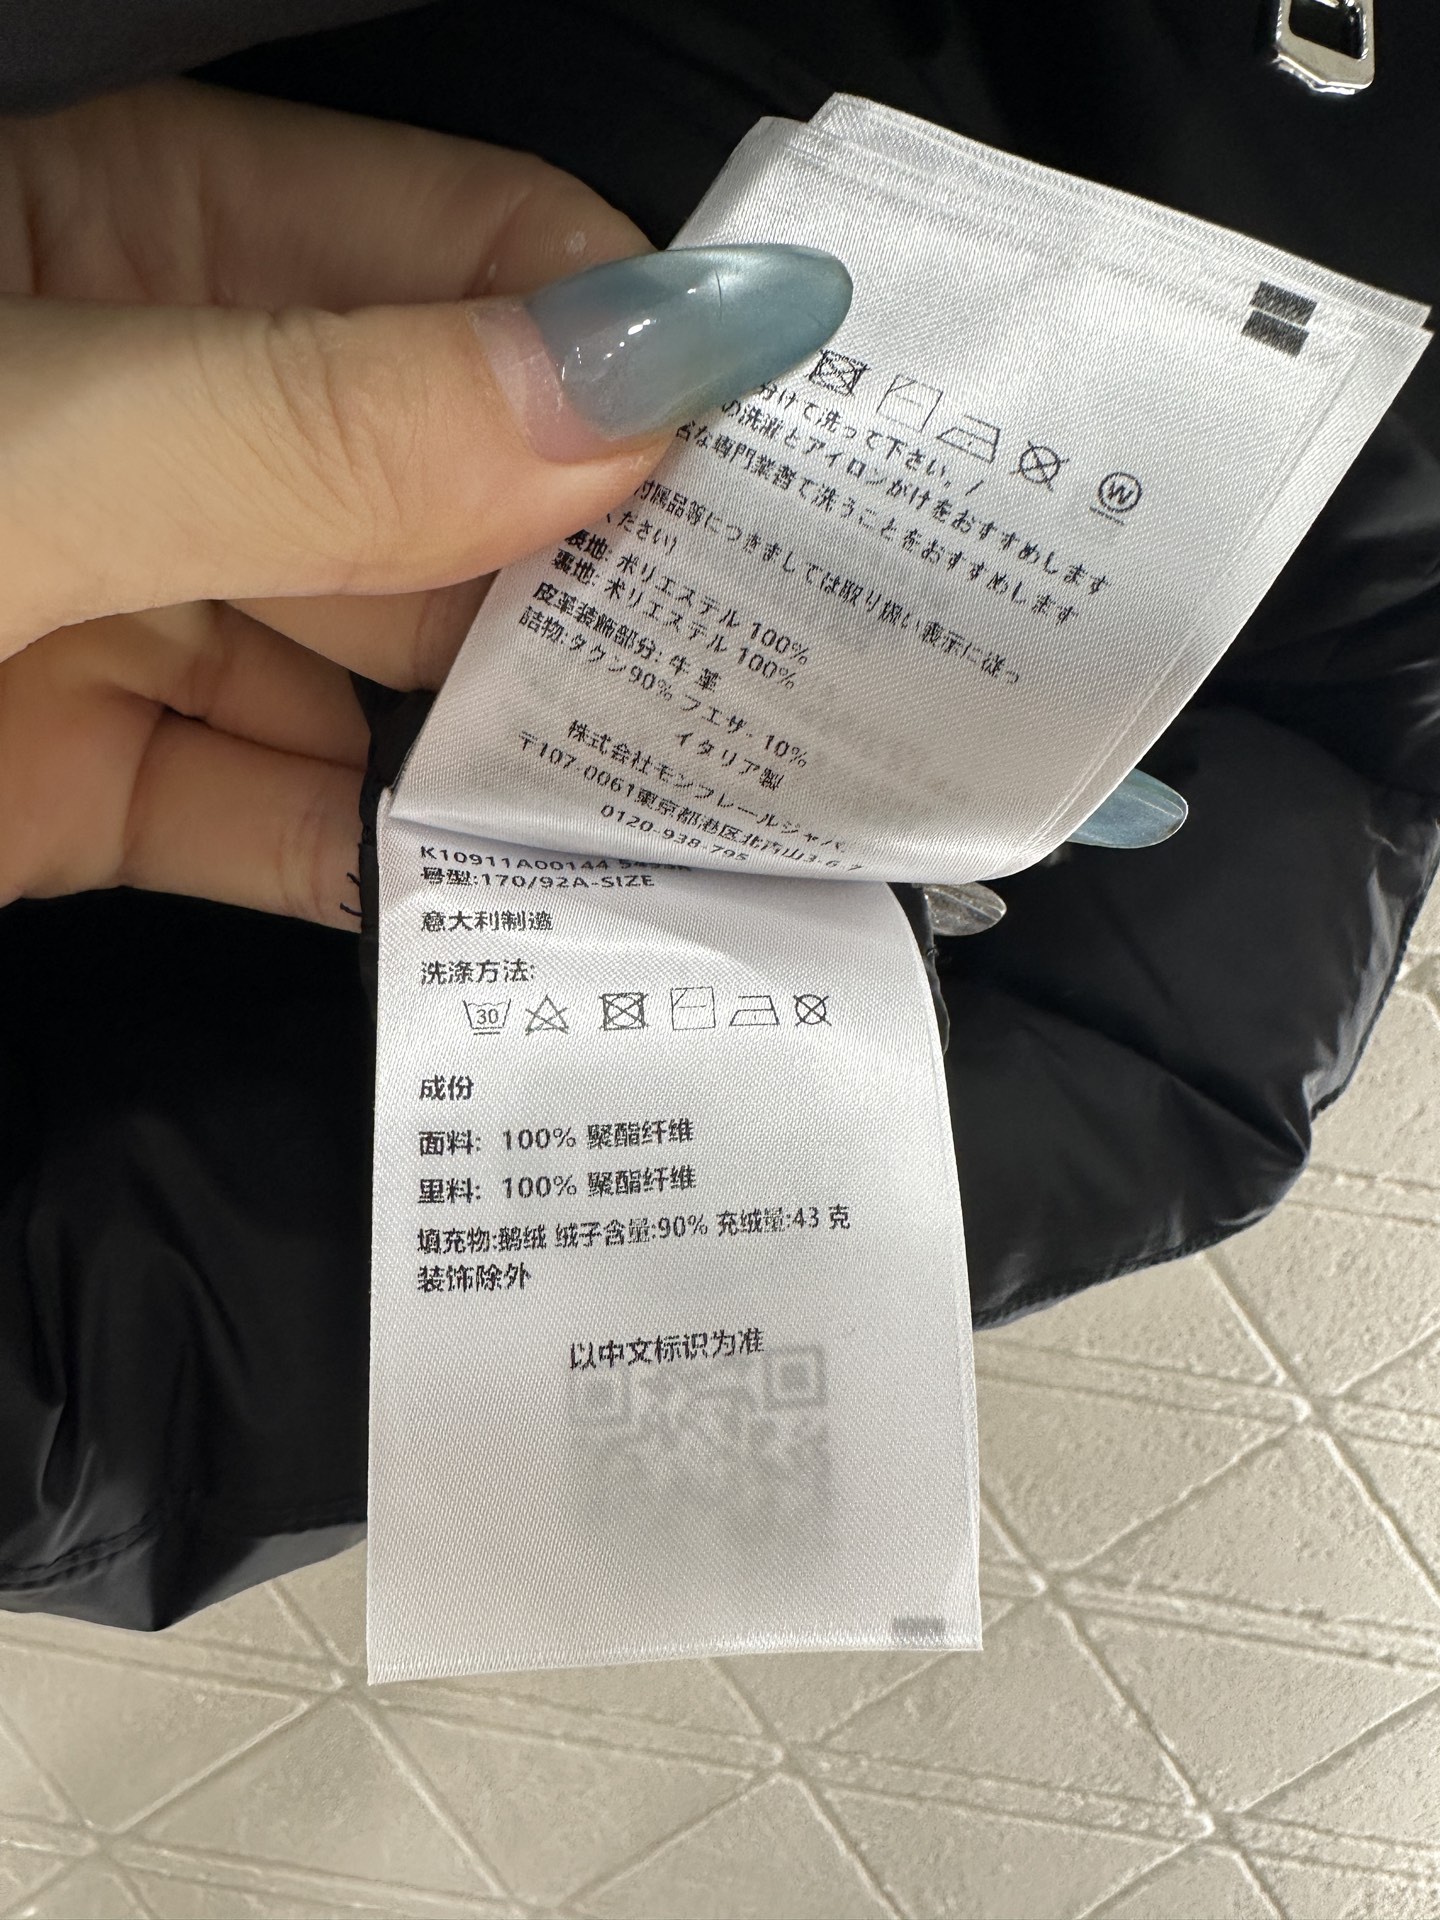 分けて洗って下さい。/
の洗濯とアイロンがけをおすすめします
な専門業者で洗うことをおすすめします
付属品等につきましては取り扱い表示に従っ
ください)
表地: ポリエステル 100%
裏地: ポリエステル 100%
皮革装飾部分: 牛 革
詰物:ダウン90% フェザ- 10%
イタリア製
株式会社モンクレールジャパ
〒107-0061東京都港区北青山3-6-7
0120-938-795
K10911A00144
号型:170/92A-SIZE
意大利制造
洗涤方法:
30
成份
面料: 100% 聚酯纤维
里料: 100% 聚酯纤维
填充物:鹅绒 绒子含量:90% 充绒量:43 克
装饰除外
以中文标识为准
W